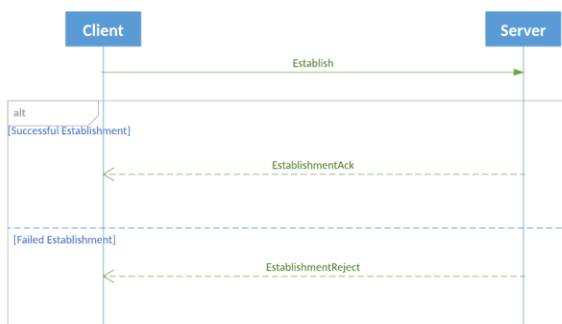 Client
Server
Establish
alt
[Successful Establishment]
EstablishmentAck
[Failed Establishment]
EstablishmentReject